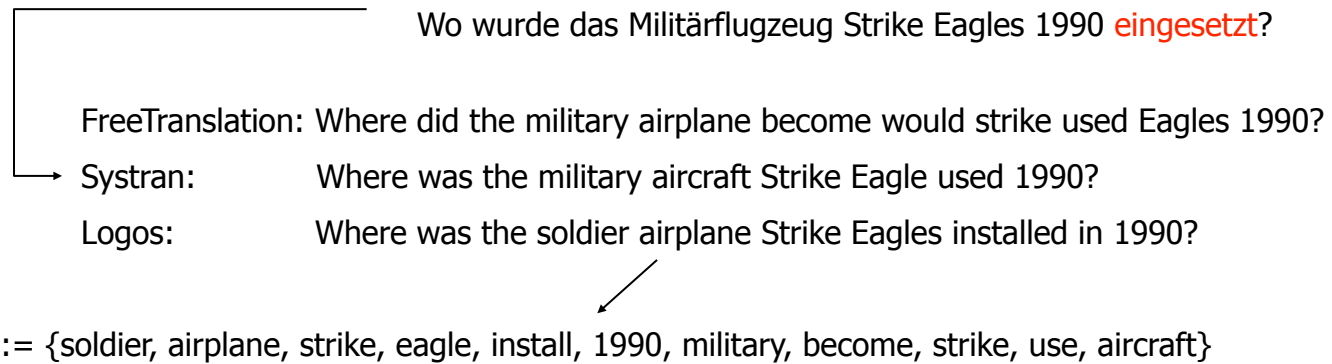 Wo wurde das Militärflugzeug Strike Eagles 1990 eingesetzt?
FreeTranslation: Where did the military airplane become would strike used Eagles 1990?
Systran: Where was the military aircraft Strike Eagle used 1990?
Logos: Where was the soldier airplane Strike Eagles installed in 1990?
:= {soldier, airplane, strike, eagle, install, 1990, military, become, strike, use, aircraft}